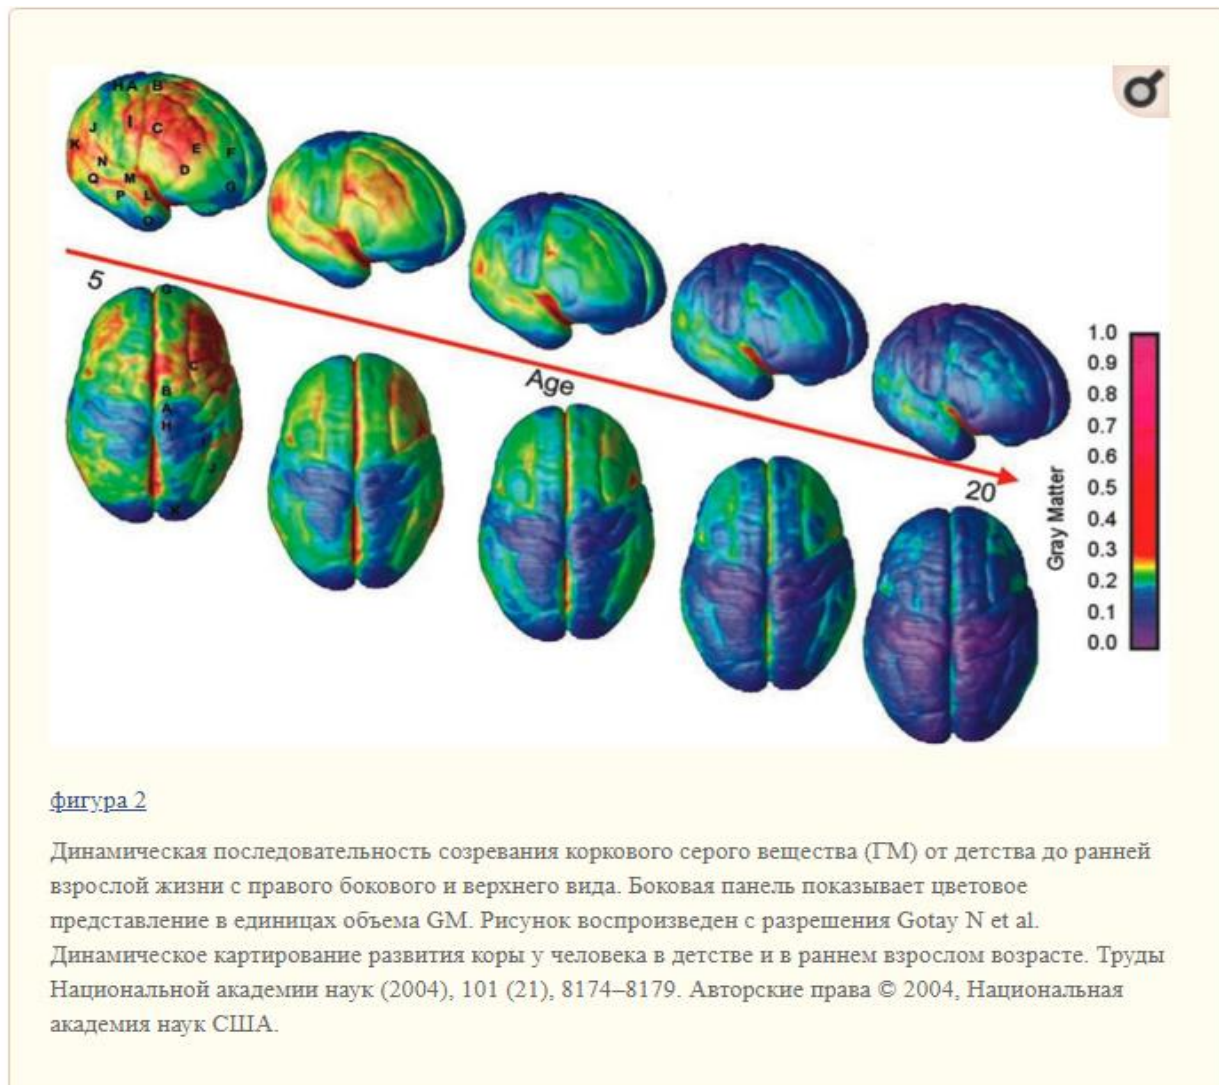 H A B
I
J C
K
E F
N
D
Q M
G
P L
O
5
G
C
B
A
H
I
J
K
Age
20
Gray Matter
1.0
0.9
0.8
0.7
0.6
0.5
0.4
0.3
0.2
0.1
0.0
фигура 2
Динамическая последовательность созревания коркового серого вещества (ГМ) от детства до ранней
взрослой жизни с правого бокового и верхнего вида. Боковая панель показывает цветовое
представление в единицах объема GM. Рисунок воспроизведен с разрешения Gotay N et al.
Динамическое картирование развития коры у человека в детстве и в раннем взрослом возрасте. Труды
Национальной академии наук (2004), 101 (21), 8174–8179. Авторские права © 2004, Национальная
академия наук США.